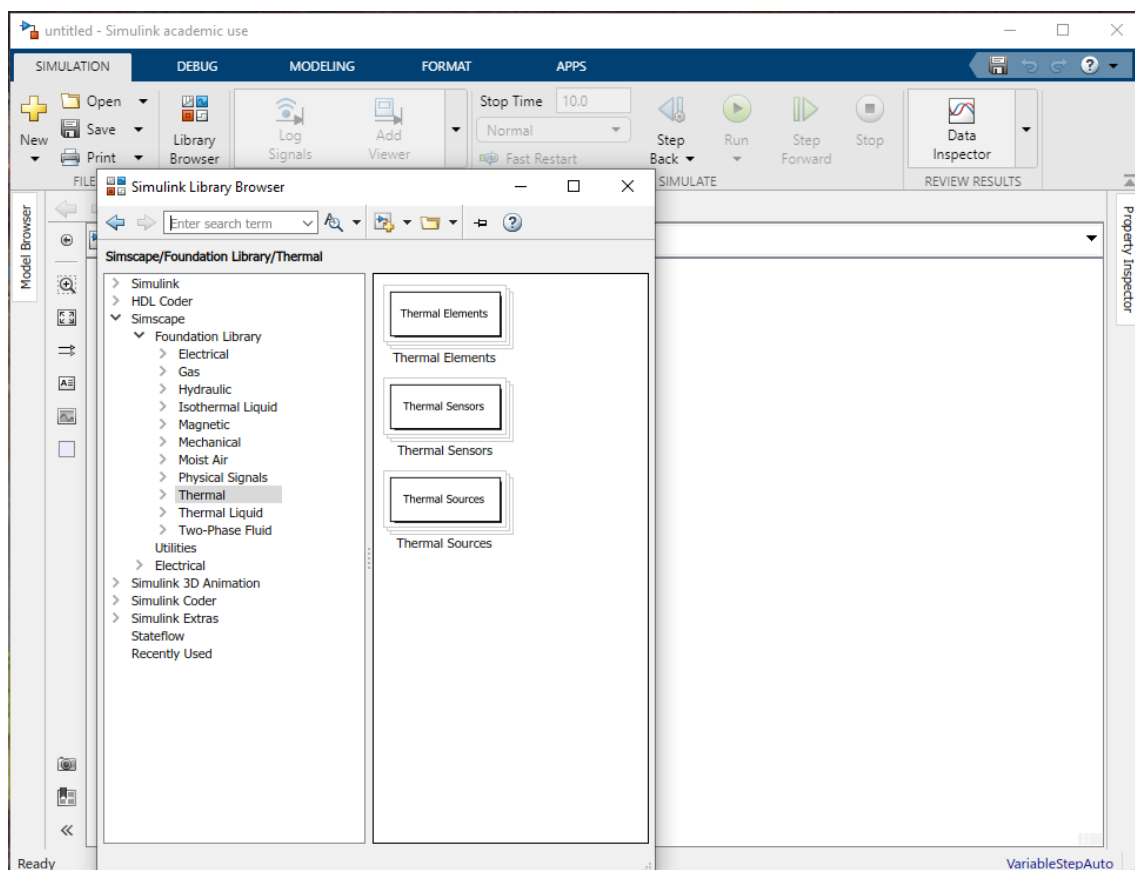 untitled - Simulink academic use
SIMULATION DEBUG MODELING FORMAT APPS
New
Open
Save
Print
FILE
Library
Browser
Log
Signals
Add
Viewer
Stop Time 10.0
Normal
Fast Restart
Step
Back
Run
Step
Forward
Stop
SIMULATE
Data
Inspector
REVIEW RESULTS
Model Browser
Property Inspector
Simulink Library Browser
Enter search term
Simscape/Foundation Library/Thermal
Simulink
HDL Coder
Simscape
Foundation Library
Electrical
Gas
Hydraulic
Isothermal Liquid
Magnetic
Mechanical
Moist Air
Physical Signals
Thermal
Thermal Liquid
Two-Phase Fluid
Utilities
Electrical
Simulink 3D Animation
Simulink Coder
Simulink Extras
Stateflow
Recently Used
Thermal Elements
Thermal Elements
Thermal Sensors
Thermal Sensors
Thermal Sources
Thermal Sources
Ready
VariableStepAuto